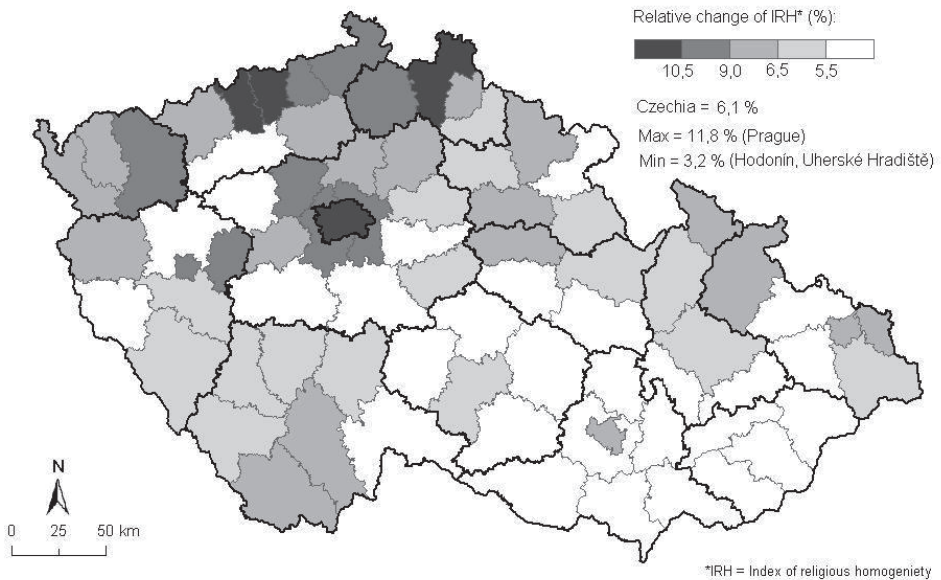 Relative change of IRH* (%):
10,5 9,0 6,5 5,5
Czechia = 6,1 %
Max = 11,8 % (Prague)
Min = 3,2 % (Hodonín, Uherské Hradiště)
N
0 25 50 km
*IRH = Index of religious homogeniety